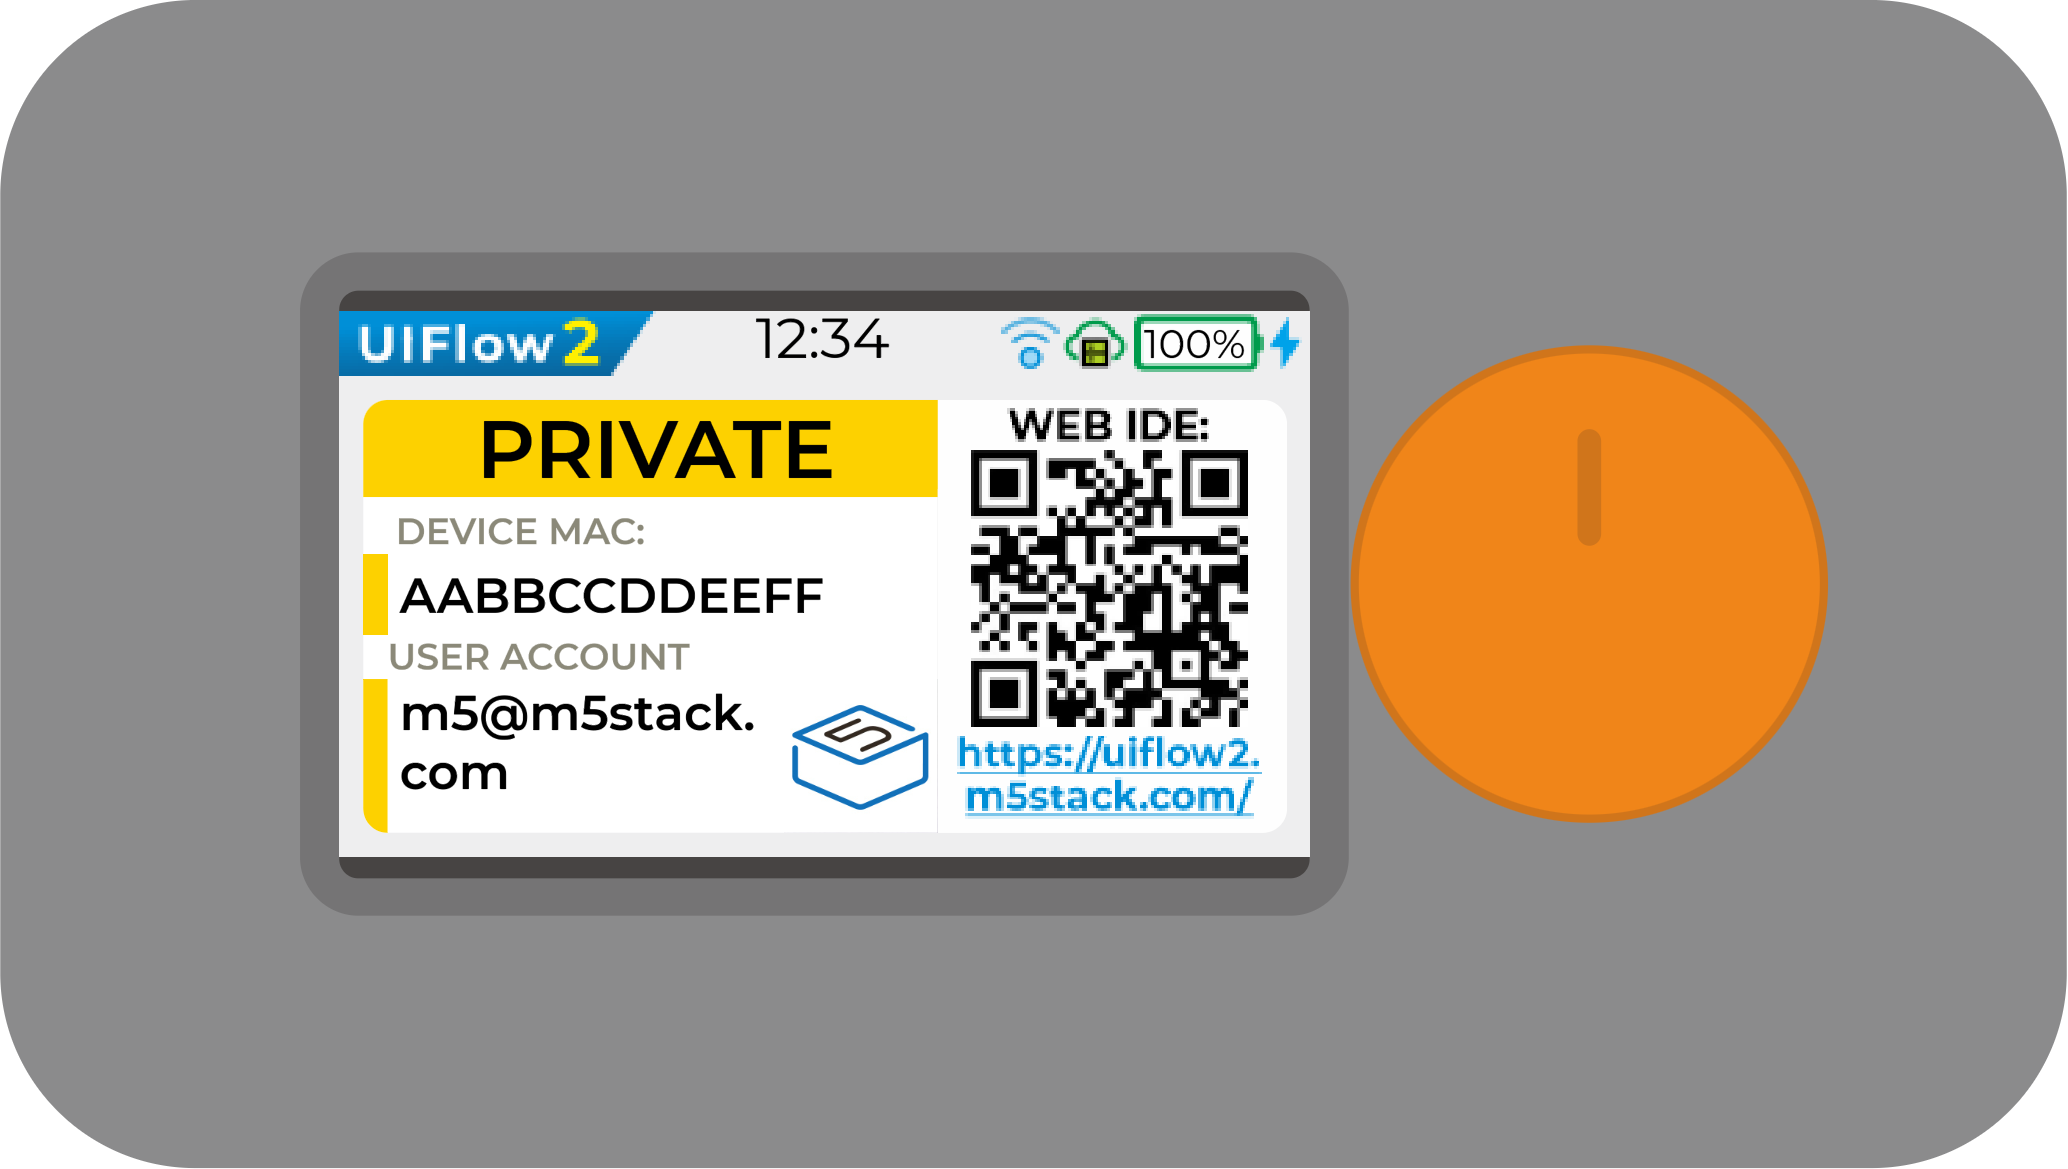 UIFlow2 12:34 100%
PRIVATE
DEVICE MAC:
AABBCCDDEEFF
USER ACCOUNT
m5@m5stack.
com
WEB IDE:
https://uiflow2.
m5stack.com/